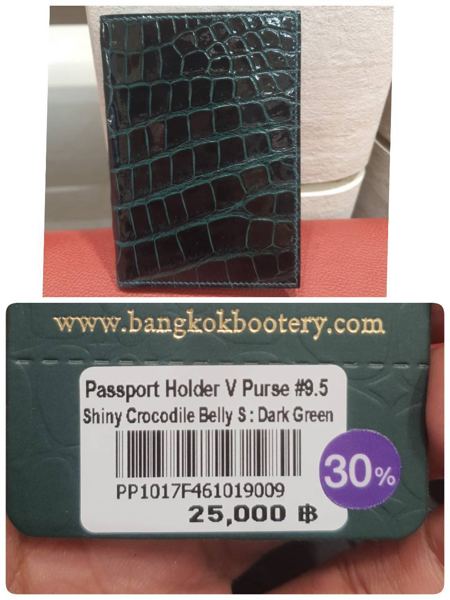 www.bangkokbootery.com
Passport Holder V Purse #9.5
Shiny Crocodile Belly S : Dark Green
PP1017F461019009
30%
25,000 ฿